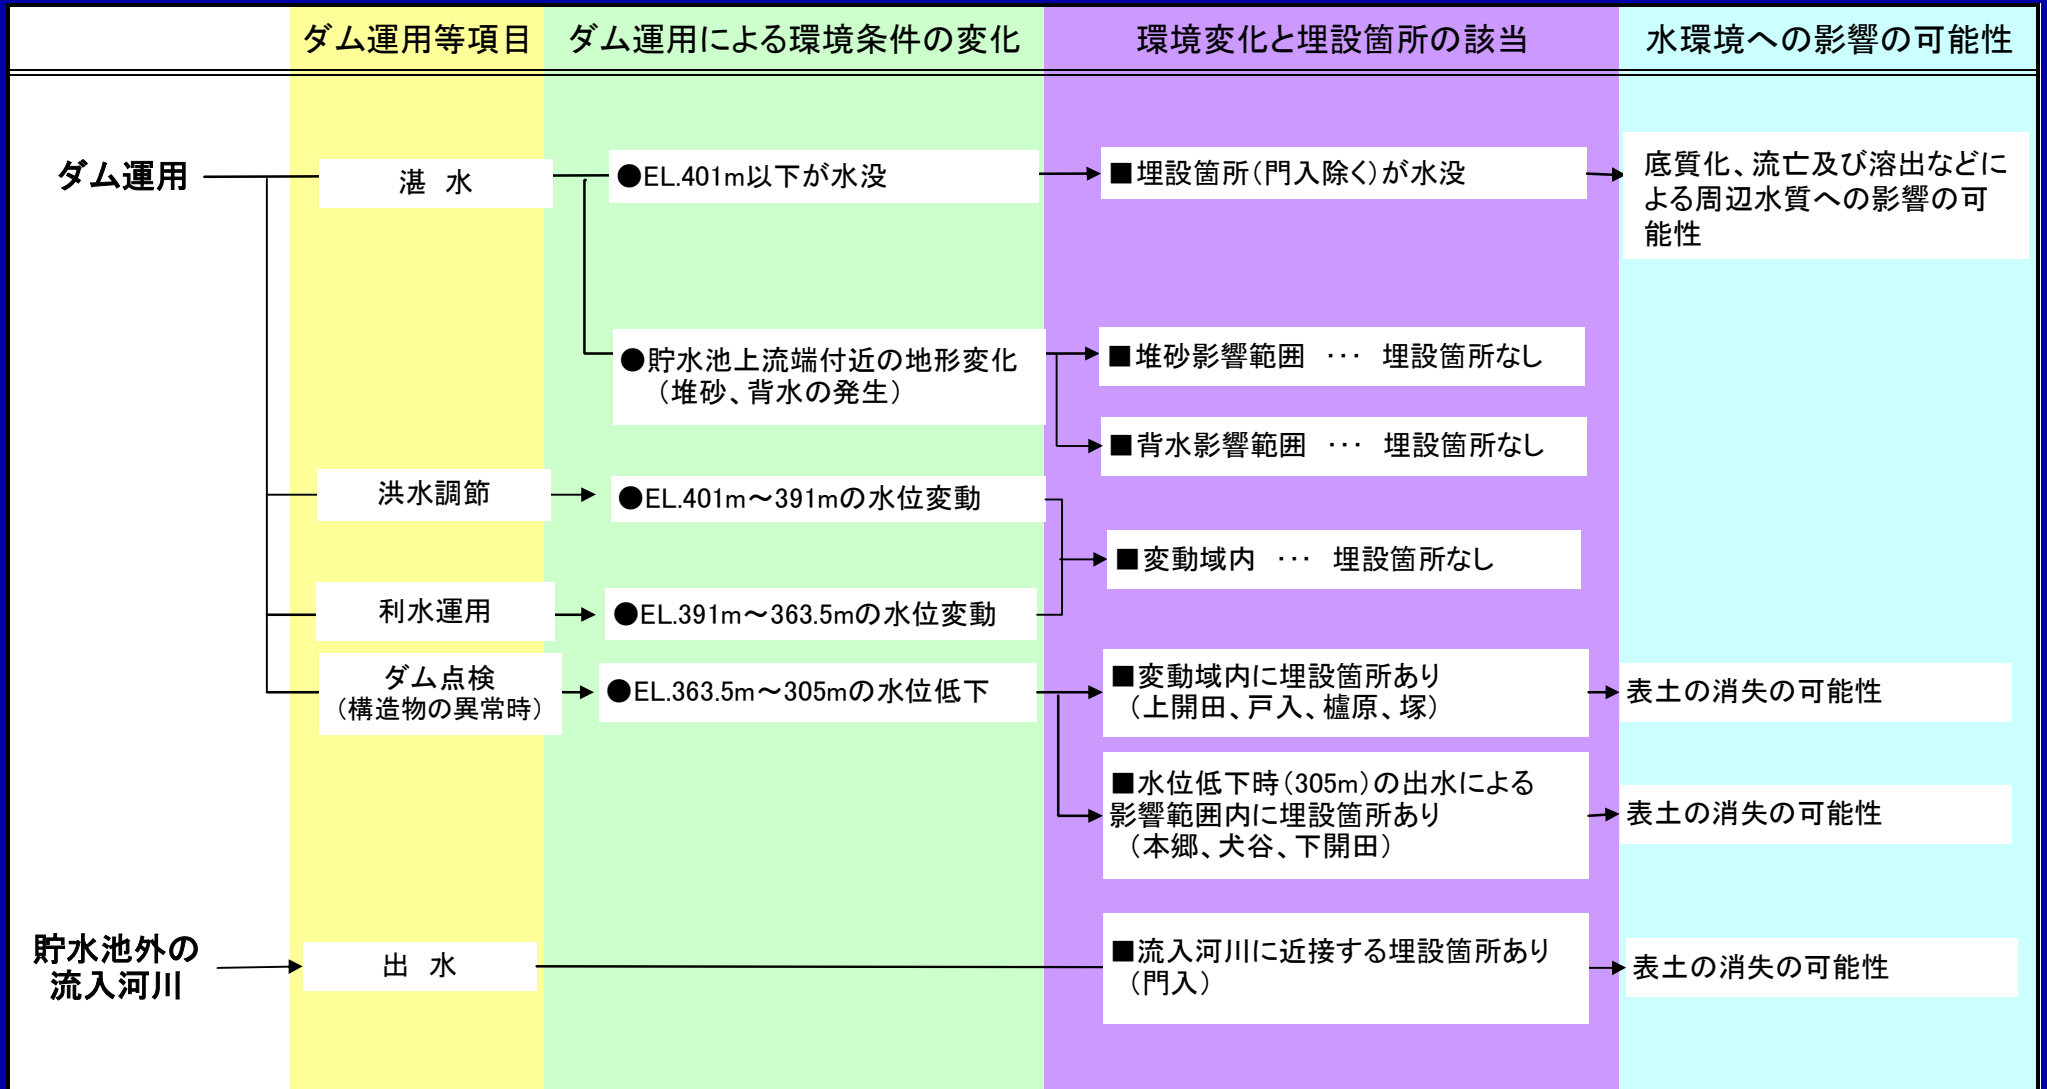 ダム運用等項目
ダム運用による環境条件の変化
環境変化と埋設箇所の該当
水環境への影響の可能性
ダム運用
湛 水
●EL.401m以下が水没
■埋設箇所(門入除く)が水没
底質化、流亡及び溶出などに
よる周辺水質への影響の可
能性
●貯水池上流端付近の地形変化
(堆砂、背水の発生)
■堆砂影響範囲 … 埋設箇所なし
■背水影響範囲 … 埋設箇所なし
洪水調節
●EL.401m～391mの水位変動
■変動域内 … 埋設箇所なし
利水運用
●EL.391m～363.5mの水位変動
ダム点検
(構造物の異常時)
●EL.363.5m～305mの水位低下
■変動域内に埋設箇所あり
(上開田、戸入、櫨原、塚)
表土の消失の可能性
■水位低下時(305m)の出水による
影響範囲内に埋設箇所あり
(本郷、犬谷、下開田)
表土の消失の可能性
貯水池外の
流入河川
出 水
■流入河川に近接する埋設箇所あり
(門入)
表土の消失の可能性